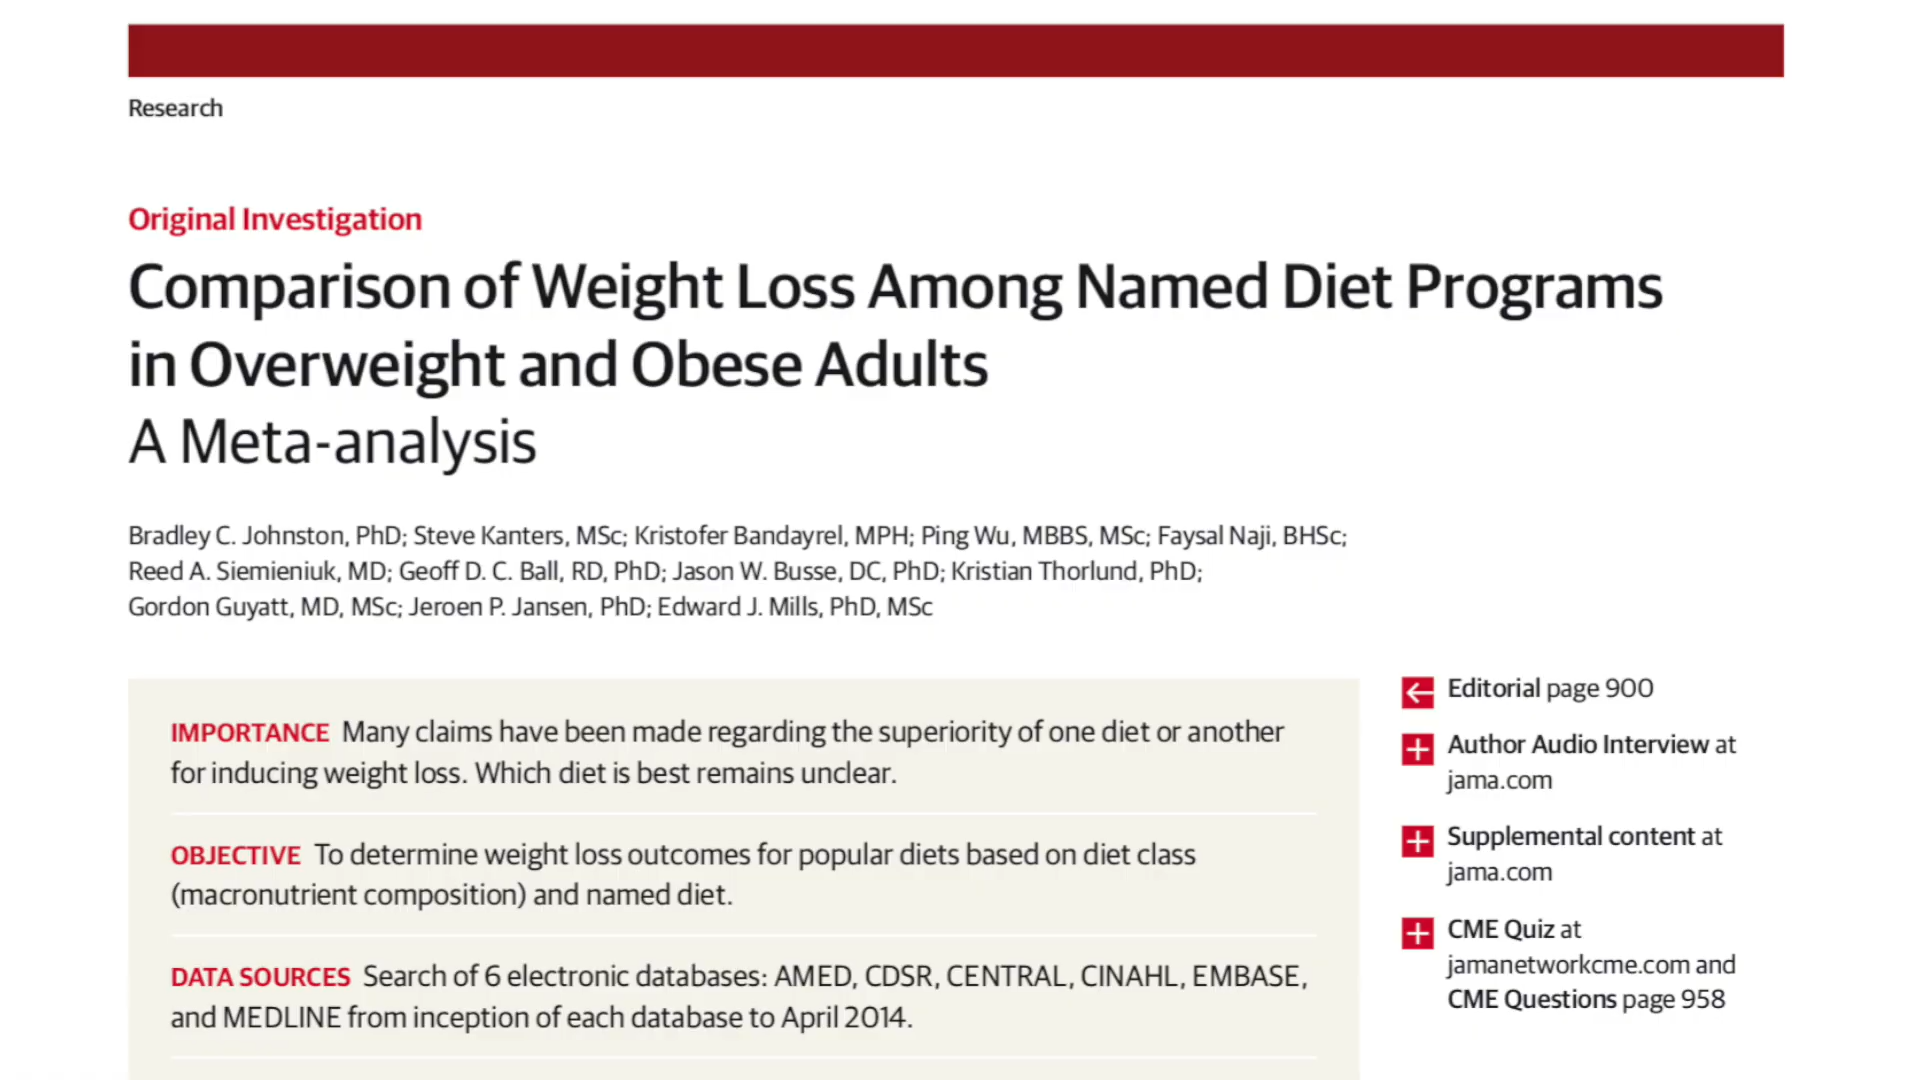 Research
Original Investigation
Comparison of Weight Loss Among Named Diet Programs
in Overweight and Obese Adults
A Meta-analysis
Bradley C. Johnston, PhD; Steve Kanters, MSc; Kristofer Bandayrel, MPH; Ping Wu, MBBS, MSc; Faysal Naji, BHSc;
Reed A. Siemieniuk, MD; Geoff D. C. Ball, RD, PhD; Jason W. Busse, DC, PhD; Kristian Thorlund, PhD;
Gordon Guyatt, MD, MSc; Jeroen P. Jansen, PhD; Edward J. Mills, PhD, MSc
IMPORTANCE Many claims have been made regarding the superiority of one diet or another
for inducing weight loss. Which diet is best remains unclear.
OBJECTIVE To determine weight loss outcomes for popular diets based on diet class
(macronutrient composition) and named diet.
DATA SOURCES Search of 6 electronic databases: AMED, CDSR, CENTRAL, CINAHL, EMBASE,
and MEDLINE from inception of each database to April 2014.
Editorial page 900
Author Audio Interview at
jama.com
Supplemental content at
jama.com
CME Quiz at
jamanetworkcme.com and
CME Questions page 958